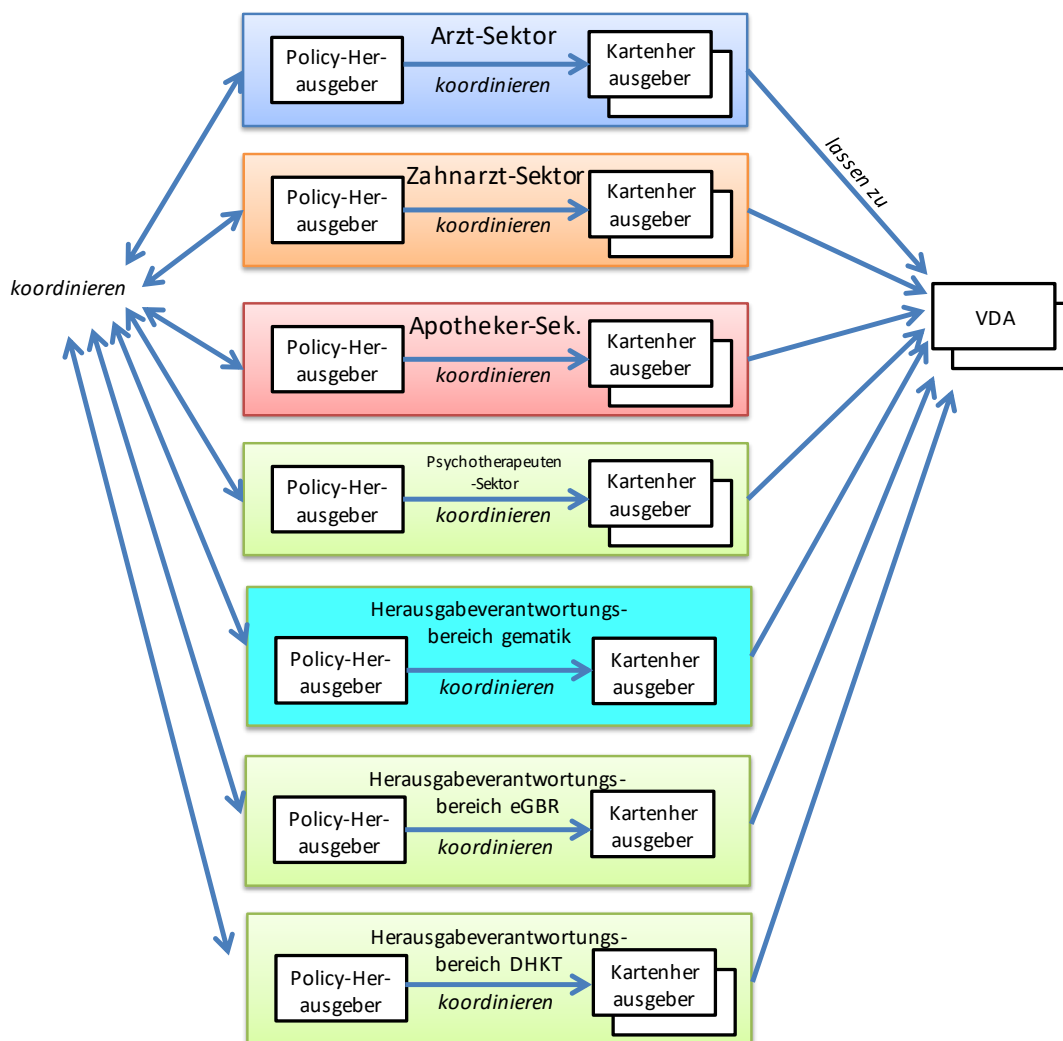 Arzt-Sektor
Policy-Her-
ausgeber
koordinieren
Kartenher
ausgeber
lassen zu
Zahnarzt-Sektor
Policy-Her-
ausgeber
koordinieren
Kartenher
ausgeber
koordinieren
VDA
Apotheker-Sek.
Policy-Her-
ausgeber
koordinieren
Kartenher
ausgeber
Psychotherapeuten
-Sektor
Policy-Her-
ausgeber
koordinieren
Kartenher
ausgeber
Herausgabeverantwortungs-
bereich gematik
Policy-Her-
ausgeber
koordinieren
Kartenher
ausgeber
Herausgabeverantwortungs-
bereich eGBR
Policy-Her-
ausgeber
koordinieren
Kartenher
ausgeber
Herausgabeverantwortungs-
bereich DHKT
Policy-Her-
ausgeber
koordinieren
Kartenher
ausgeber